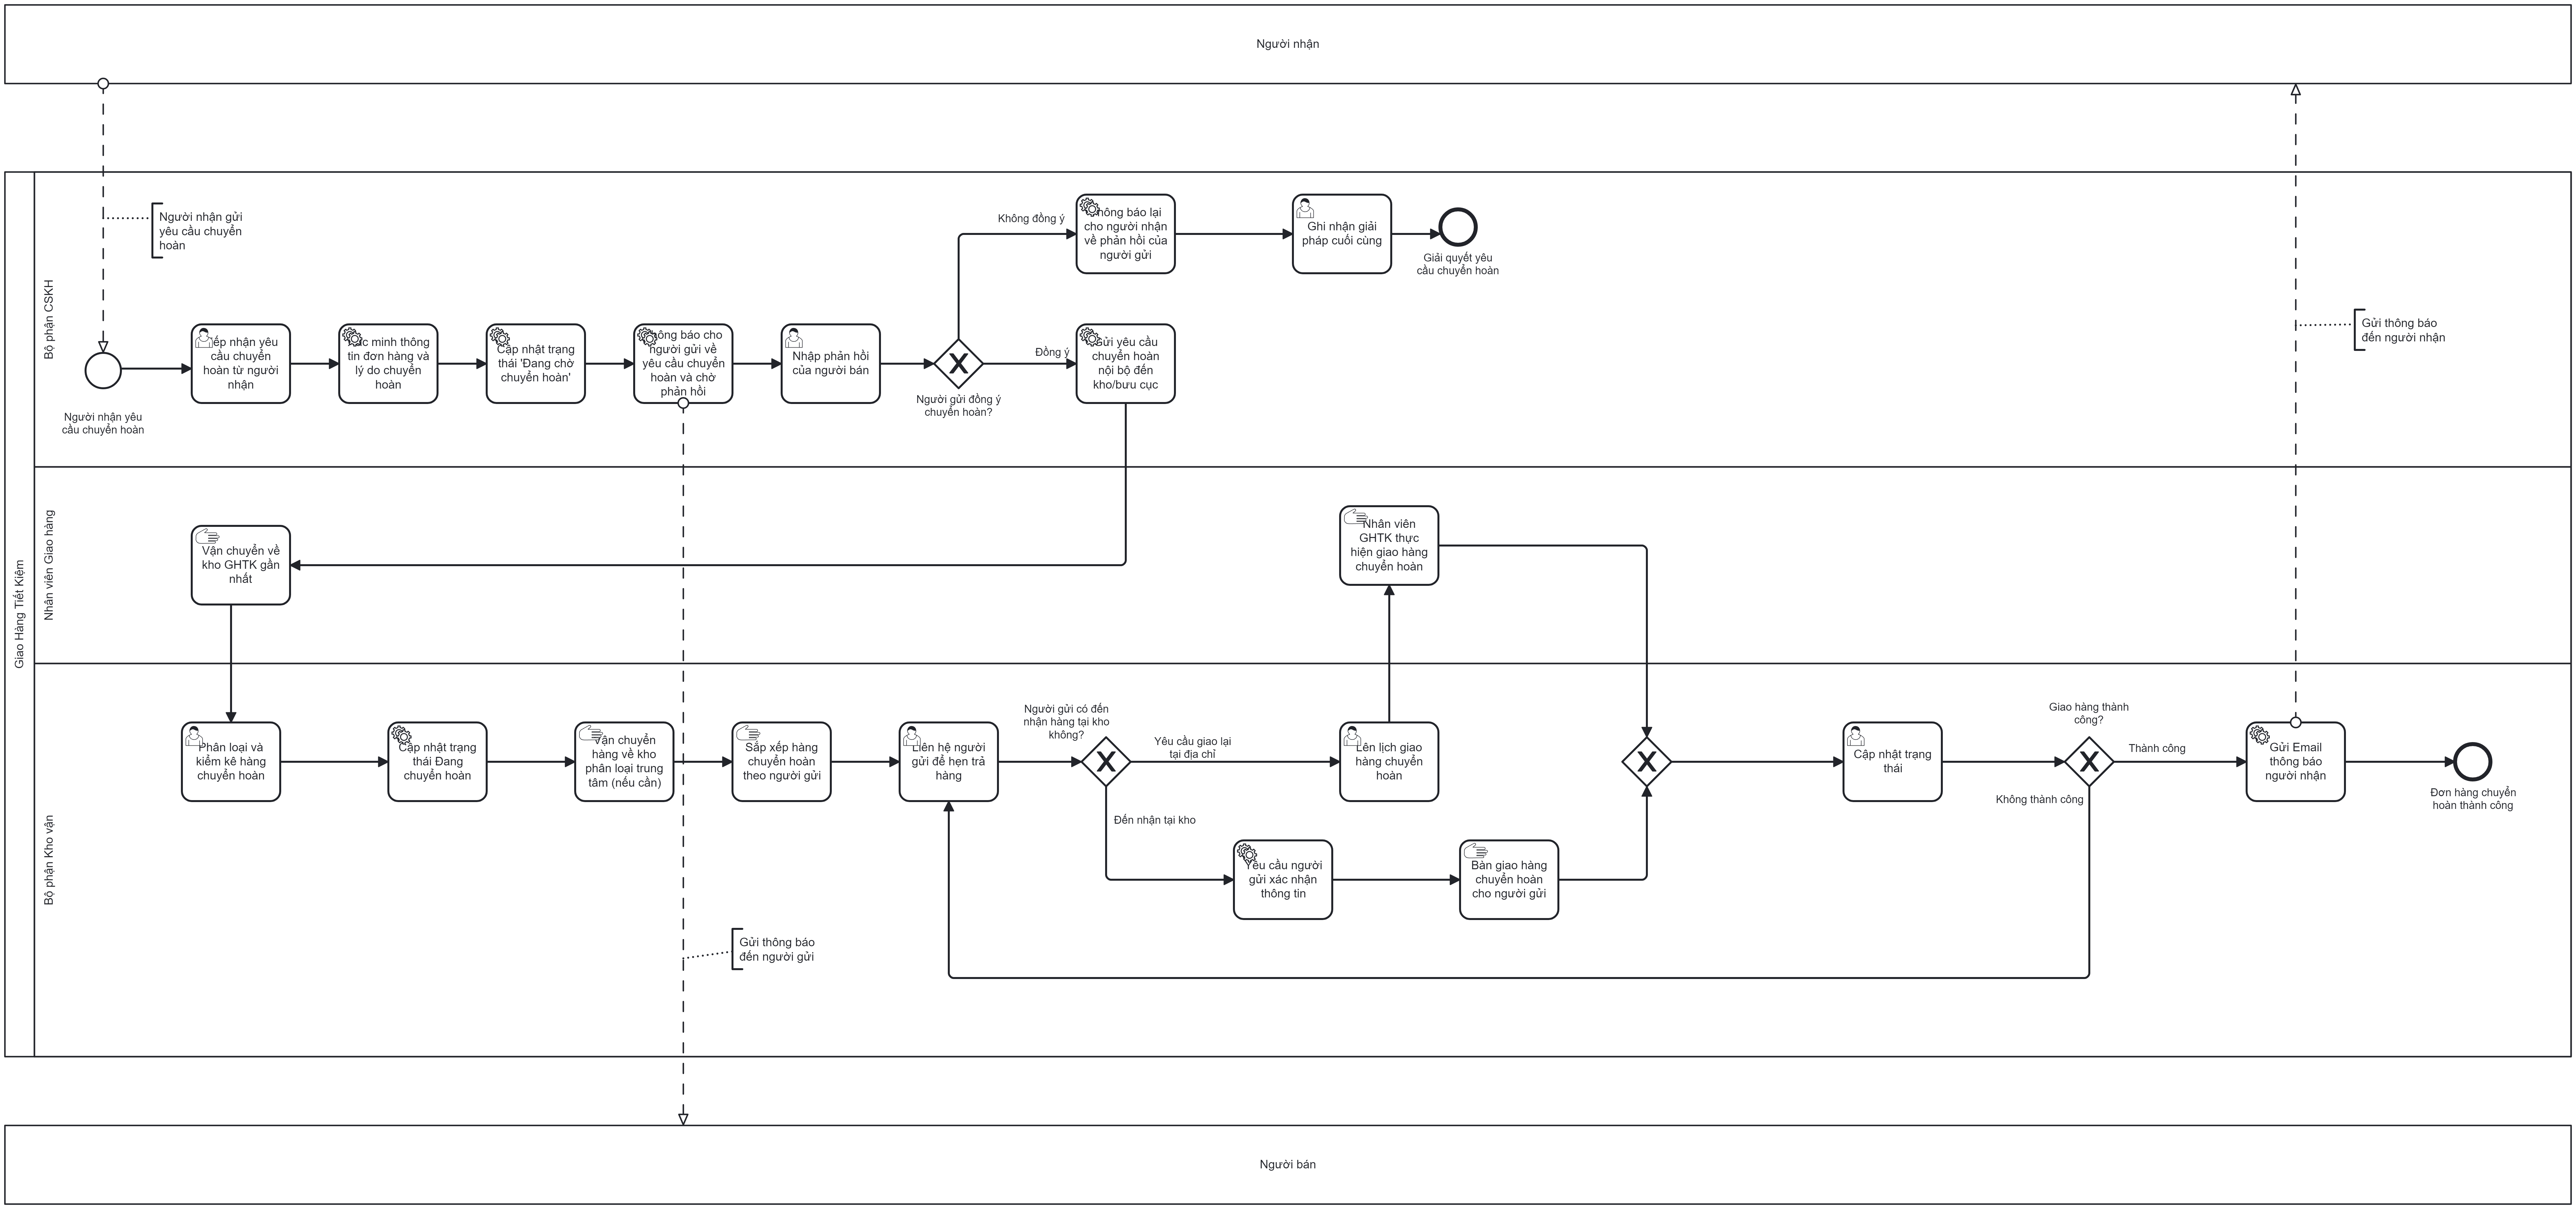 Người nhận
Người nhận gửi
yêu cầu chuyển
hoàn
Thông báo lại
cho người nhận
về phản hồi của
người gửi
Không đồng ý
Ghi nhận giải
pháp cuối cùng
Giải quyết yêu
cầu chuyển hoàn
Giao Hàng Tiết Kiệm
Bộ phận CSKH
Người nhận yêu
cầu chuyển hoàn
Tiếp nhận yêu
cầu chuyển
hoàn từ người
nhận
Xác minh thông
tin đơn hàng và
lý do chuyển
hoàn
Cập nhật trạng
thái 'Đang chờ
chuyển hoàn'
Thông báo cho
người gửi về
yêu cầu chuyển
hoàn và chờ
phản hồi
Nhập phản hồi
của người bán
Người gửi đồng ý
chuyển hoàn?
Đồng ý
Gửi yêu cầu
chuyển hoàn
nội bộ đến
kho/bưu cục
Gửi thông báo
đến người nhận
Nhân viên Giao hàng
Vận chuyển về
kho GHTK gần
nhất
Nhân viên
GHTK thực
hiện giao hàng
chuyển hoàn
Bộ phận Kho vận
Phân loại và
kiểm kê hàng
chuyển hoàn
Cập nhật trạng
thái Đang
chuyển hoàn
Vận chuyển
hàng về kho
phân loại trung
tâm (nếu cần)
Sắp xếp hàng
chuyển hoàn
theo người gửi
Liên hệ người
gửi để hẹn trả
hàng
Người gửi có đến
nhận hàng tại kho
không?
Yêu cầu giao lại
tại địa chỉ
Đến nhận tại kho
Lên lịch giao
hàng chuyển
hoàn
Yêu cầu người
gửi xác nhận
thông tin
Bàn giao hàng
chuyển hoàn
cho người gửi
Cập nhật trạng
thái
Giao hàng thành
công?
Thành công
Không thành công
Gửi Email
thông báo
người nhận
Đơn hàng chuyển
hoàn thành công
Gửi thông báo
đến người gửi
Người bán